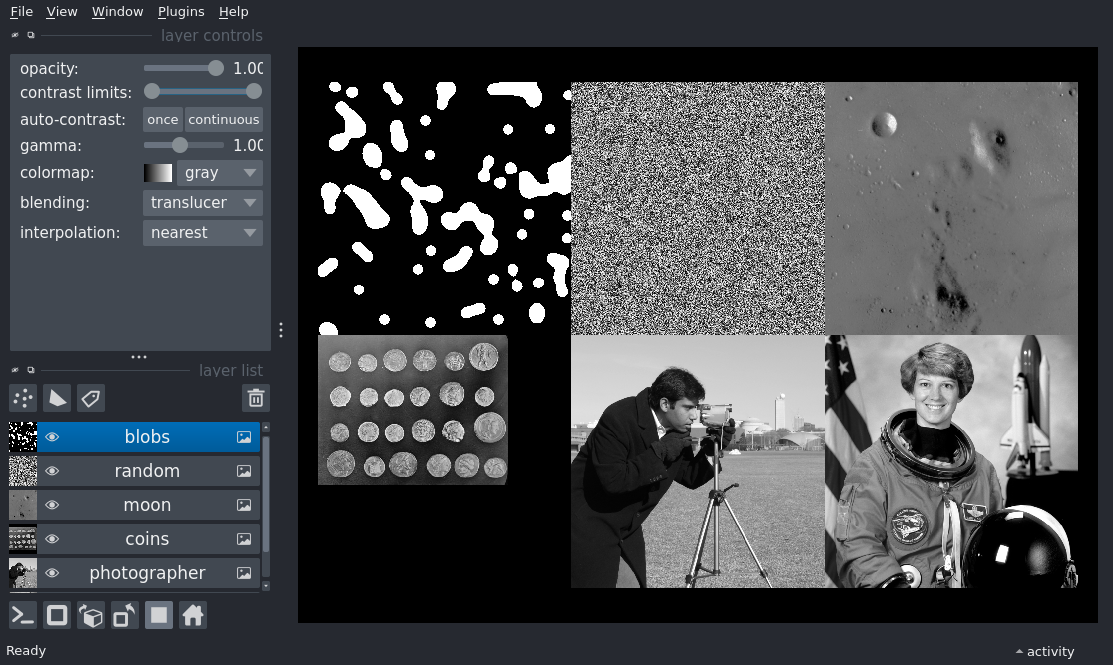 File View Window Plugins Help
layer controls
opacity: 1.00
contrast limits:
auto-contrast: once continuous
gamma: 1.00
colormap: gray
blending: translucer
interpolation: nearest
layer list
blobs
random
moon
coins
photographer
Ready
activity